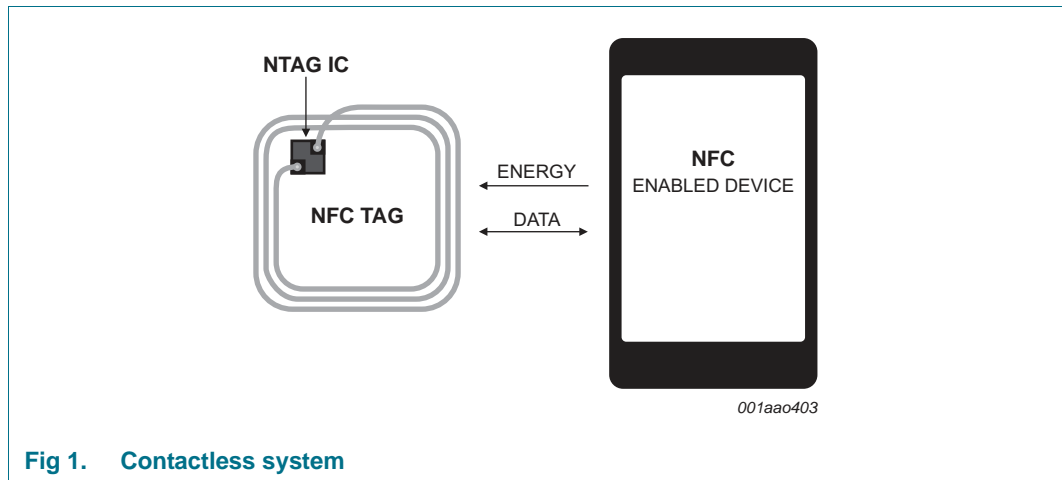 NTAG IC
NFC TAG
ENERGY
DATA
NFC
ENABLED DEVICE
001aao403
Fig 1. Contactless system